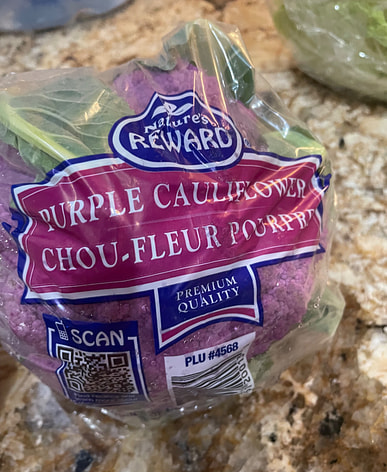 Nature's
REWARD
PURPLE CAULIFLOWER
CHOU-FLEUR POURPRE
PREMIUM
QUALITY
SCAN
PLU #4568